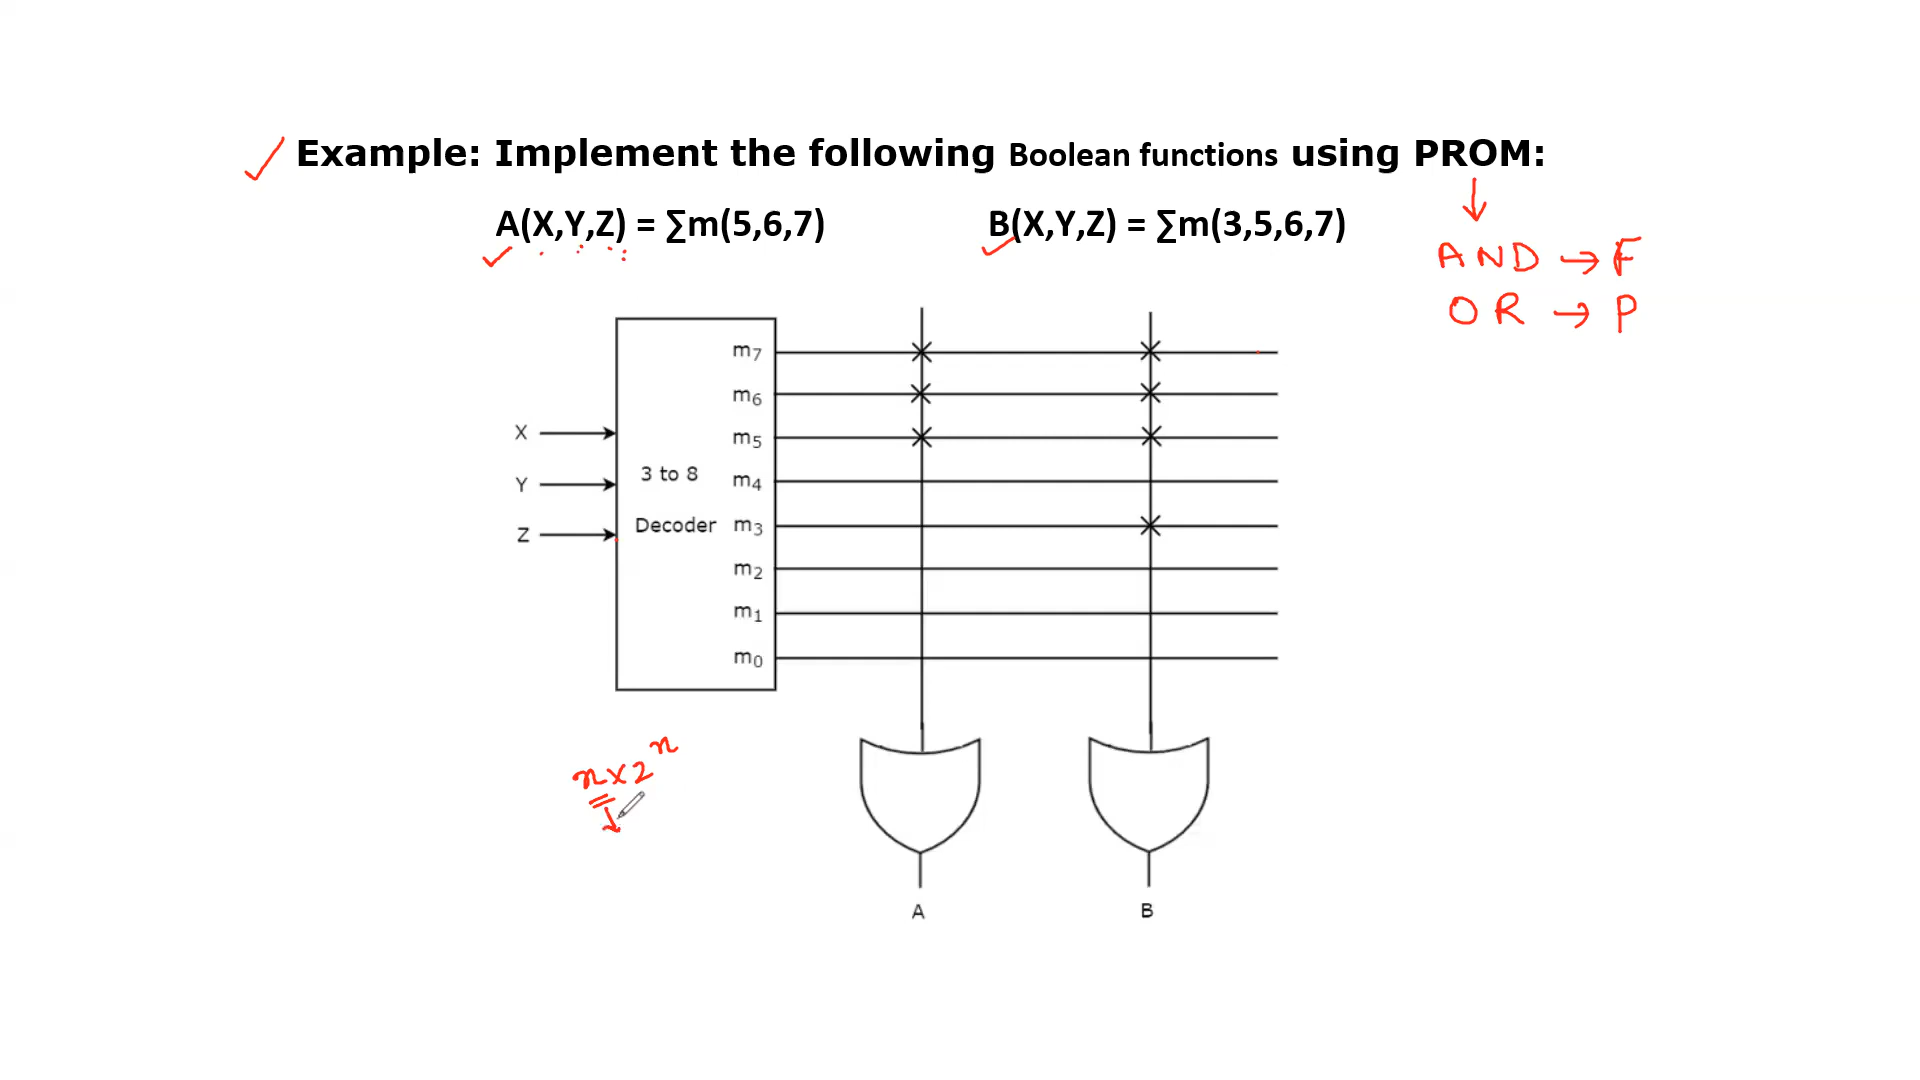 Example: Implement the following Boolean functions using PROM:
A(X,Y,Z) = ∑m(5,6,7) B(X,Y,Z) = ∑m(3,5,6,7)
AND → F
OR → P
m₇
m₆
X
m₅
3 to 8
m₄
Y
Decoder
m₃
Z
m₂
m₁
m₀
n×2ⁿ
A
B